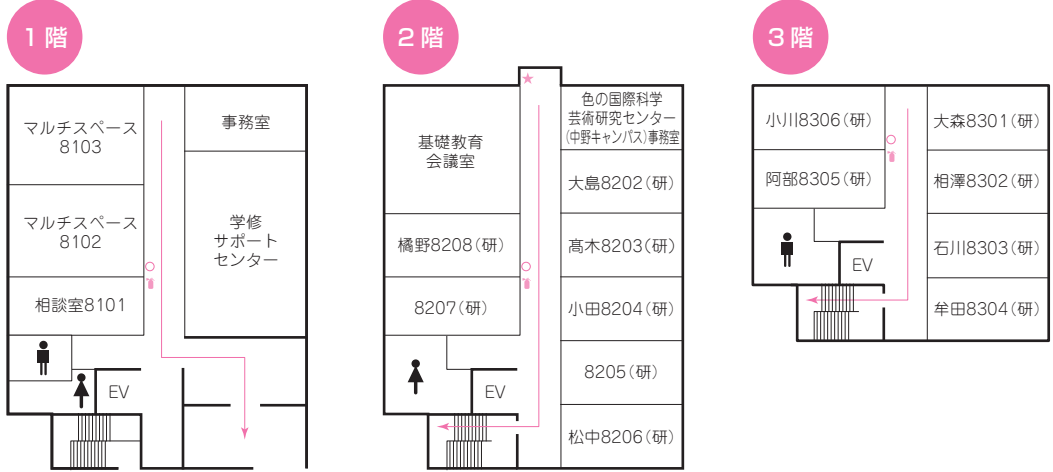 1階
マルチスペース
8103
事務室
マルチスペース
8102
学修
サポート
センター
相談室8101
EV
2階
基礎教育
会議室
色の国際科学
芸術研究センター
(中野キャンパス)事務室
大島8202(研)
橘野8208(研)
髙木8203(研)
8207(研)
小田8204(研)
8205(研)
EV
松中8206(研)
3階
小川8306(研)
大森8301(研)
阿部8305(研)
相澤8302(研)
石川8303(研)
EV
牟田8304(研)